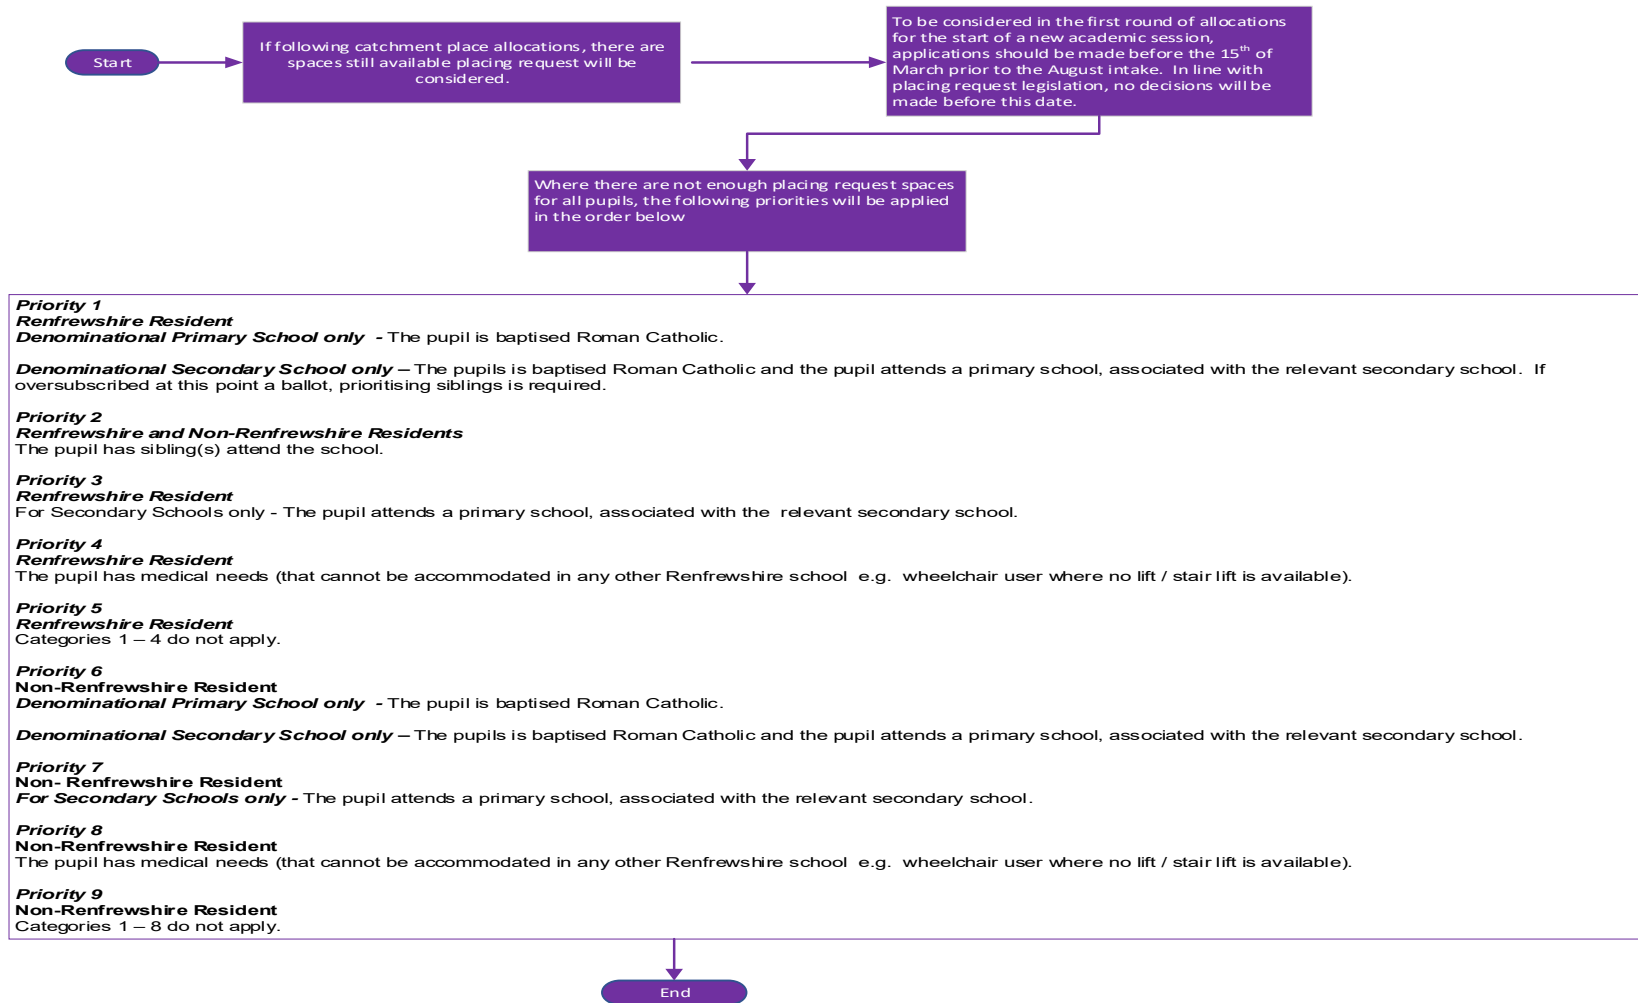 Start
If following catchment place allocations, there are
spaces still available placing request will be
considered.
To be considered in the first round of allocations
for the start of a new academic session,
applications should be made before the 15th of
March prior to the August intake. In line with
placing request legislation, no decisions will be
made before this date.
Where there are not enough placing request spaces
for all pupils, the following priorities will be applied
in the order below
Priority 1
Renfrewshire Resident
Denominational Primary School only - The pupil is baptised Roman Catholic.
Denominational Secondary School only – The pupils is baptised Roman Catholic and the pupil attends a primary school, associated with the relevant secondary school. If
oversubscribed at this point a ballot, prioritising siblings is required.
Priority 2
Renfrewshire and Non-Renfrewshire Residents
The pupil has sibling(s) attend the school.
Priority 3
Renfrewshire Resident
For Secondary Schools only - The pupil attends a primary school, associated with the relevant secondary school.
Priority 4
Renfrewshire Resident
The pupil has medical needs (that cannot be accommodated in any other Renfrewshire school e.g. wheelchair user where no lift / stair lift is available).
Priority 5
Renfrewshire Resident
Categories 1 – 4 do not apply.
Priority 6
Non-Renfrewshire Resident
Denominational Primary School only - The pupil is baptised Roman Catholic.
Denominational Secondary School only – The pupils is baptised Roman Catholic and the pupil attends a primary school, associated with the relevant secondary school.
Priority 7
Non- Renfrewshire Resident
For Secondary Schools only - The pupil attends a primary school, associated with the relevant secondary school.
Priority 8
Non-Renfrewshire Resident
The pupil has medical needs (that cannot be accommodated in any other Renfrewshire school e.g. wheelchair user where no lift / stair lift is available).
Priority 9
Non-Renfrewshire Resident
Categories 1 – 8 do not apply.
End